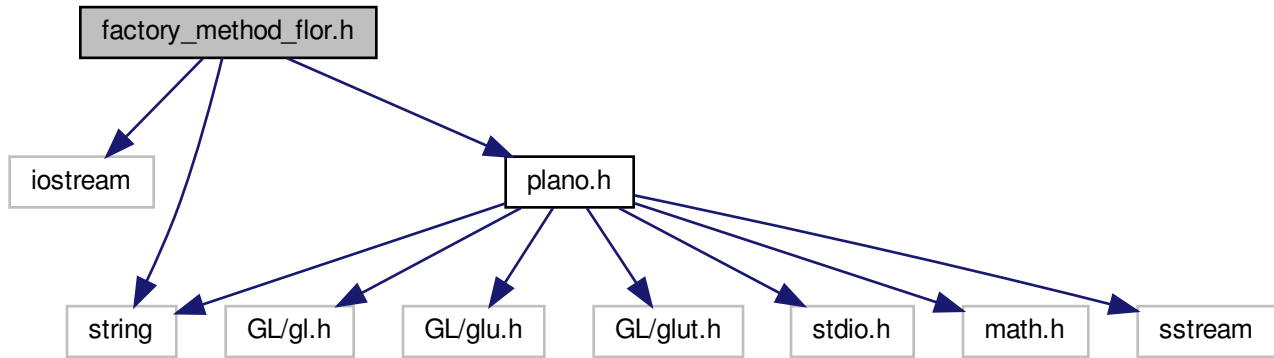 factory_method_flor.h
iostream
plano.h
string
GL/gl.h
GL/glu.h
GL/glut.h
stdio.h
math.h
sstream